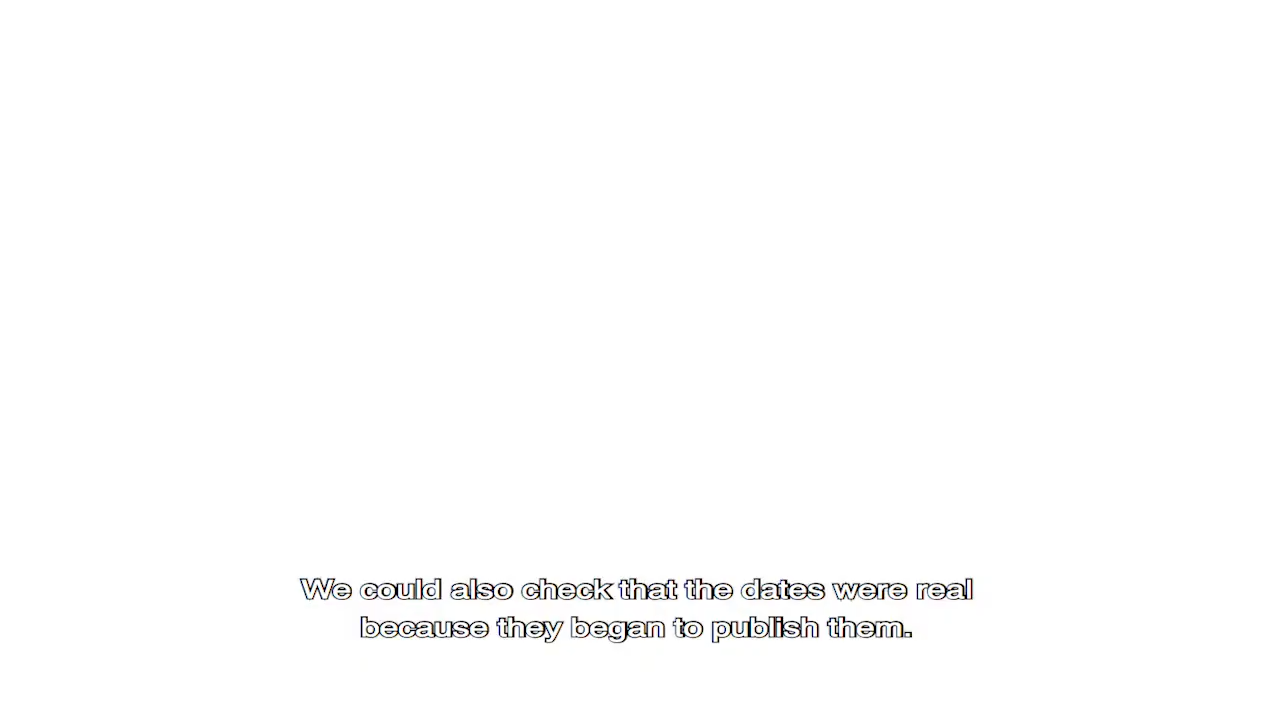 We could also check that the dates were real
because they began to publish them.